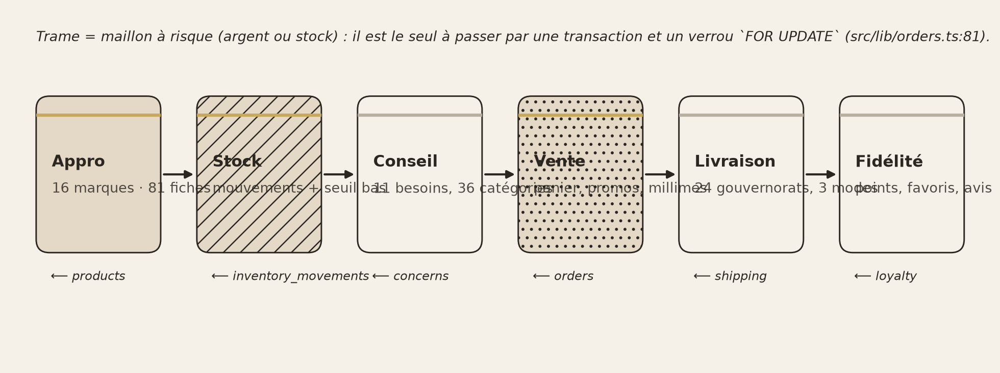 Trame = maillon à risque (argent ou stock) : il est le seul à passer par une transaction et un verrou `FOR UPDATE` (src/lib/orders.ts:81).
Appro
16 marques · 81 fiches
Stock
mouvements + seuil bas
Conseil
11 besoins, 36 catégories
Vente
panier, promos, millimes
Livraison
24 gouvernorats, 3 modes
Fidélité
points, favoris, avis
⟵ products
⟵ inventory_movements
⟵ concerns
⟵ orders
⟵ shipping
⟵ loyalty